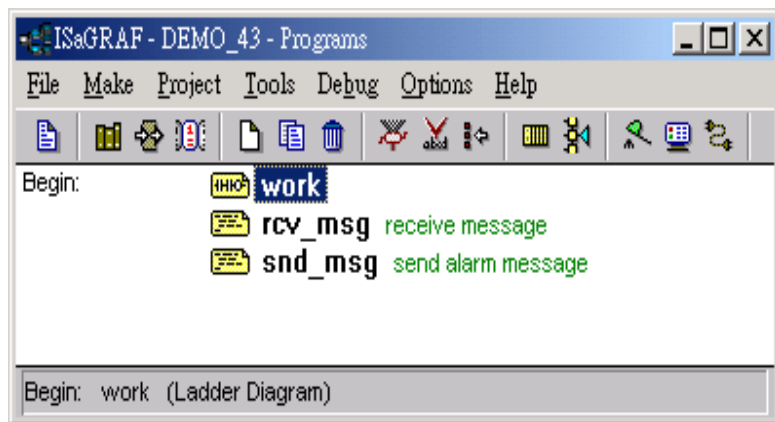 ISaGRAF - DEMO_43 - Programs
File Make Project Tools Debug Options Help
Begin: work
rcv_msg receive message
snd_msg send alarm message
Begin: work (Ladder Diagram)